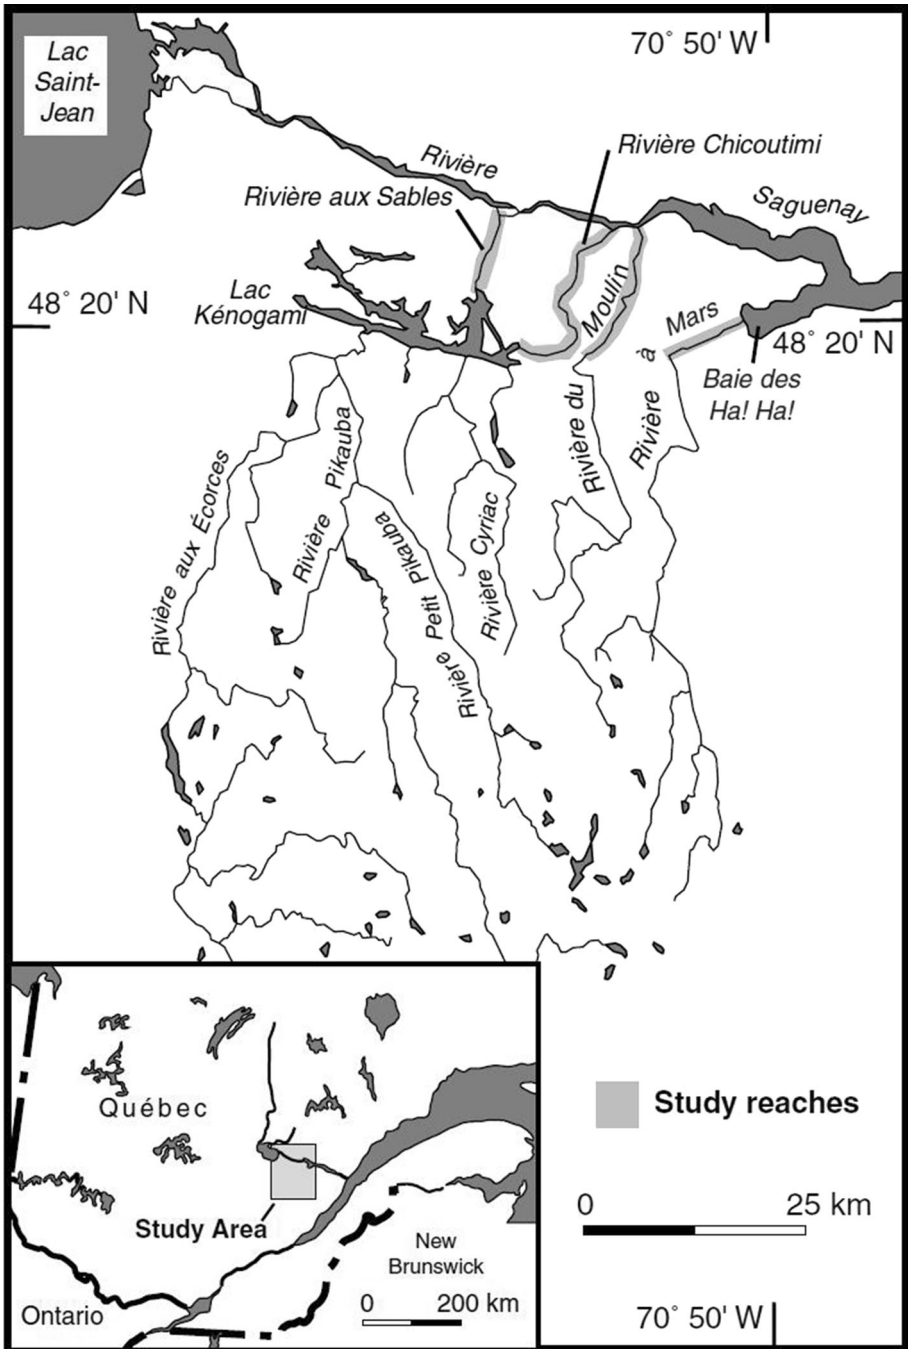 Lac
Saint-
Jean
70° 50' W
Rivière Chicoutimi
Rivière
Rivière aux Sables
Saguenay
48° 20' N
Lac
Kénogami
Moulin
Mars
à
Rivière
48° 20' N
Baie des
Ha! Ha!
Rivière du
Rivière aux Écorces
Pikauba
Rivière
Rivière Petit Pikauba
Rivière Cyriac
Québec
Study Area
New
Brunswick
Ontario
0 200 km
Study reaches
0 25 km
70° 50' W